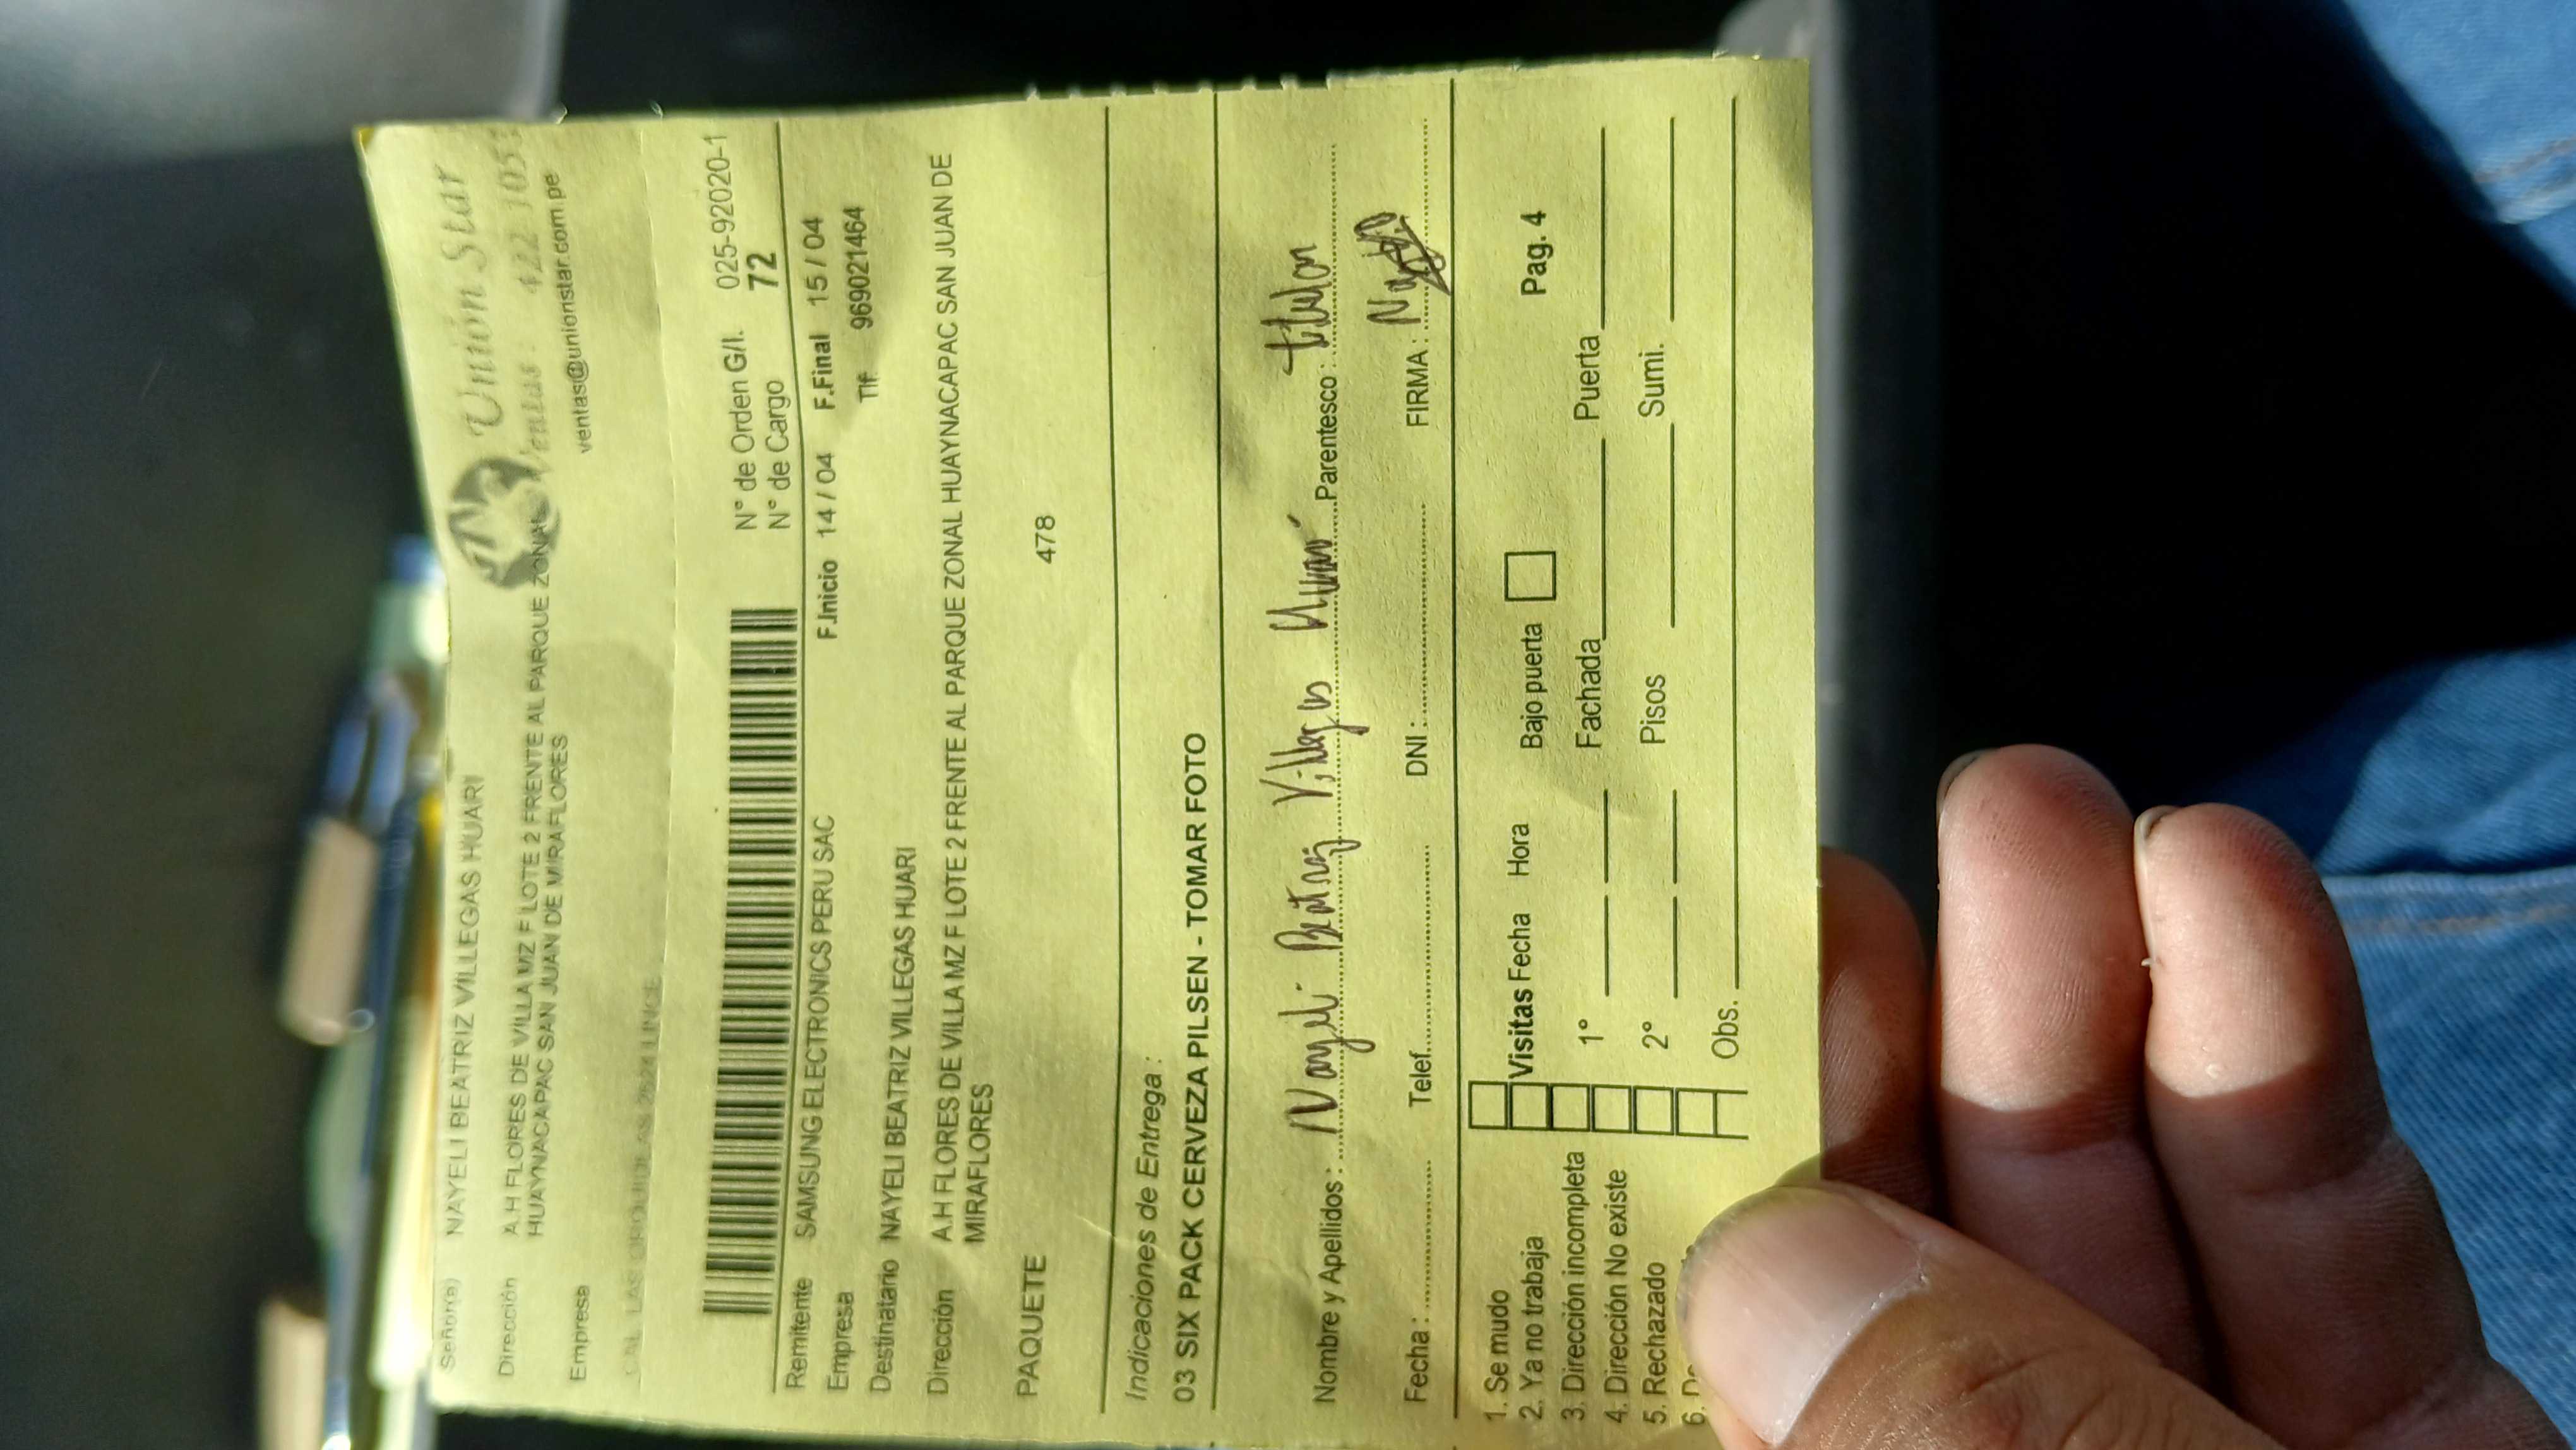 Señor(a) NAYELI BEATRIZ VILLEGAS HUARI
Unión Star
Ventas: 422 105
ventas@unionstar.com.pe
Dirección A.H FLORES DE VILLA MZ F LOTE 2 FRENTE AL PARQUE ZONAL
HUAYNACAPAC SAN JUAN DE MIRAFLORES
Empresa
CAL. LAS ORQUIDEAS LINCE
N° de Orden G/I. 025-92020-1
N° de Cargo 72
Remitente SAMSUNG ELECTRONICS PERU SAC F.Inicio 14 / 04 F.Final 15 / 04
Empresa Tlf. 969021464
Destinatario NAYELI BEATRIZ VILLEGAS HUARI
Dirección A.H FLORES DE VILLA MZ F LOTE 2 FRENTE AL PARQUE ZONAL HUAYNACAPAC SAN JUAN DE
MIRAFLORES
PAQUETE 478
Indicaciones de Entrega :
03 SIX PACK CERVEZA PILSEN - TOMAR FOTO
Nombre y Apellidos : Nayeli Beatriz Villegas Parentesco : titular
Fecha : Telef. DNI : FIRMA :
1. Se mudo
2. Ya no trabaja Visitas Fecha Hora Bajo puerta Pag. 4
3. Dirección incompleta 1° Fachada Puerta
4. Dirección No existe
5. Rechazado 2° Pisos Sumi.
6.
Obs.